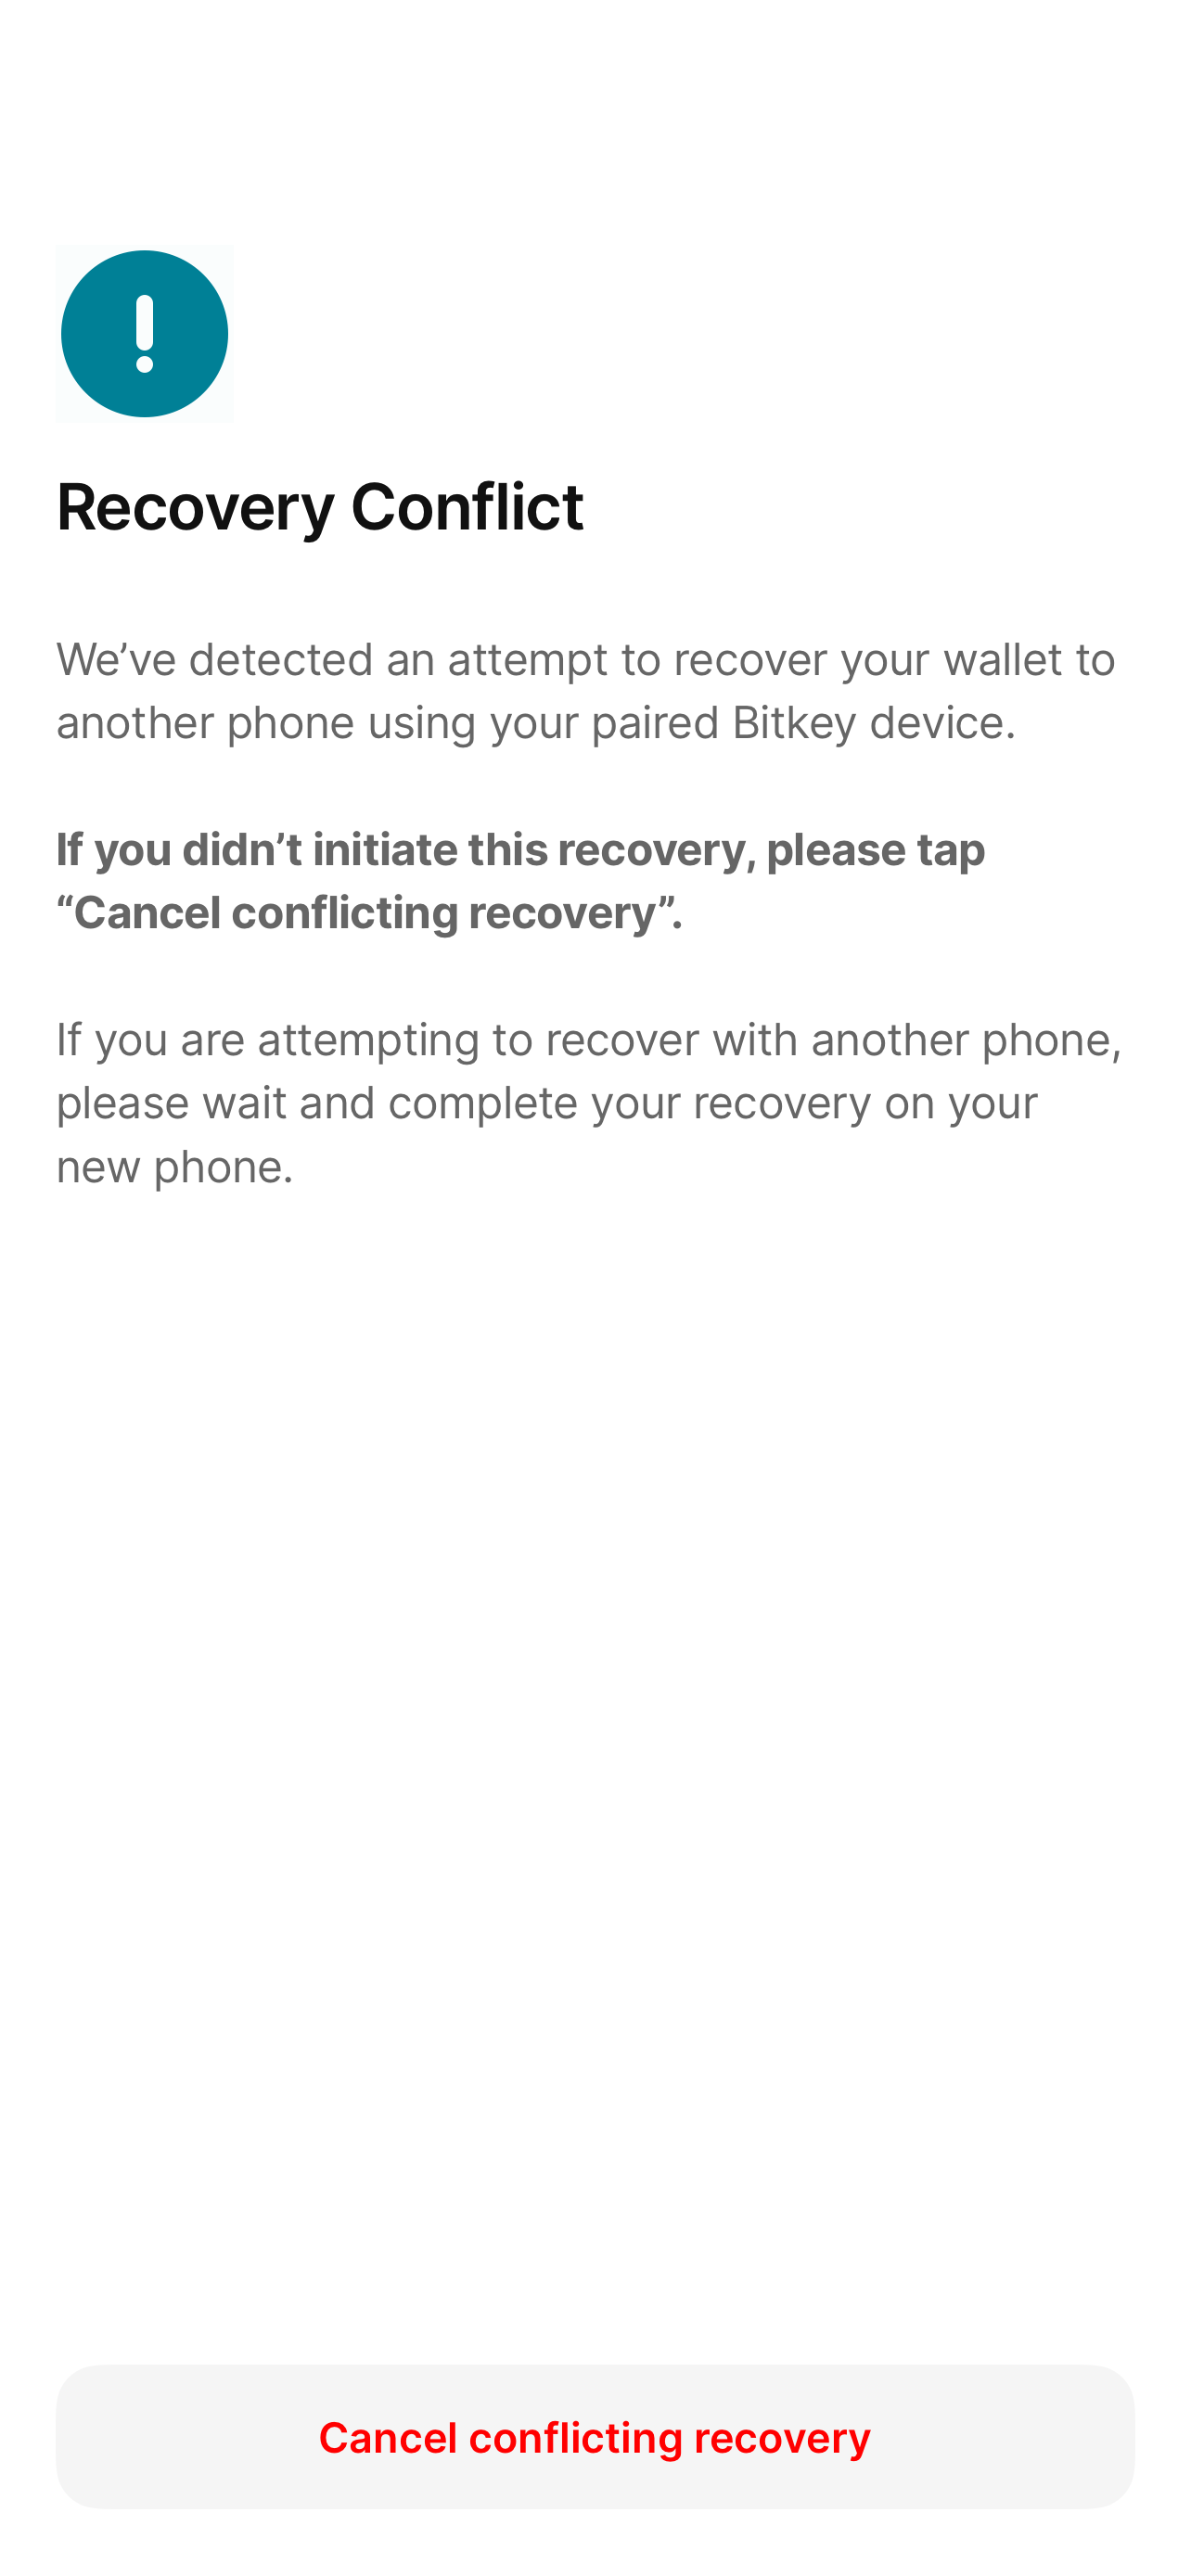 Recovery Conflict
We’ve detected an attempt to recover your wallet to
another phone using your paired Bitkey device.
If you didn’t initiate this recovery, please tap
“Cancel conflicting recovery”.
If you are attempting to recover with another phone,
please wait and complete your recovery on your
new phone.
Cancel conflicting recovery